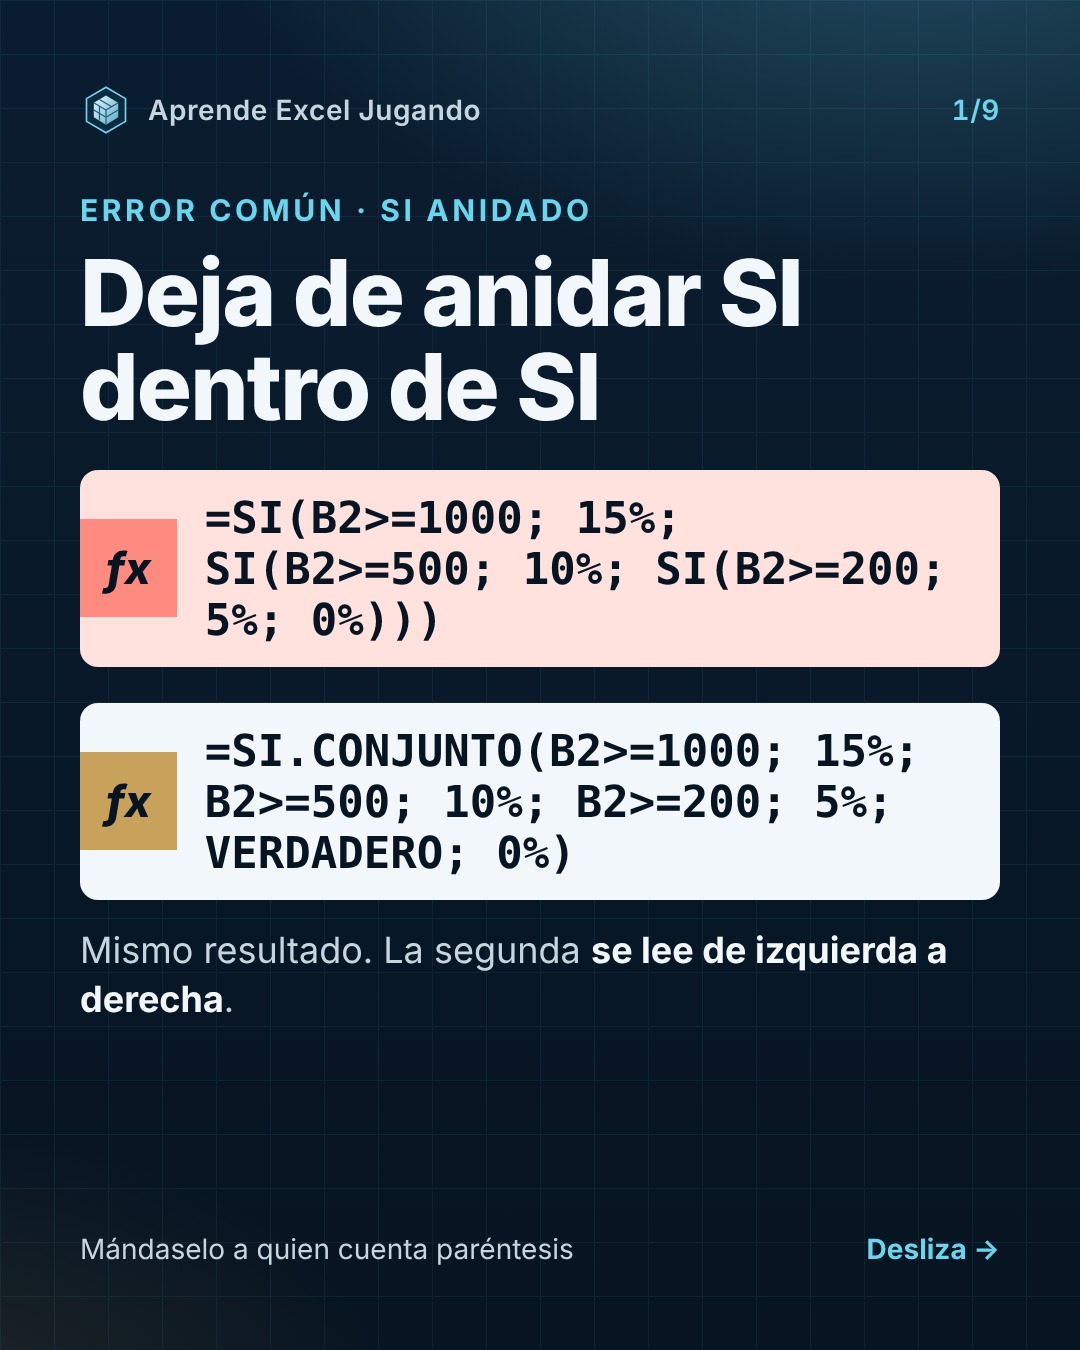 Aprende Excel Jugando
1/9
ERROR COMÚN · SI ANIDADO
Deja de anidar SI
dentro de SI
fx
=SI(B2>=1000; 15%;
SI(B2>=500; 10%; SI(B2>=200;
5%; 0%)))
fx
=SI.CONJUNTO(B2>=1000; 15%;
B2>=500; 10%; B2>=200; 5%;
VERDADERO; 0%)
Mismo resultado. La segunda se lee de izquierda a
derecha.
Mándaselo a quien cuenta paréntesis
Desliza →